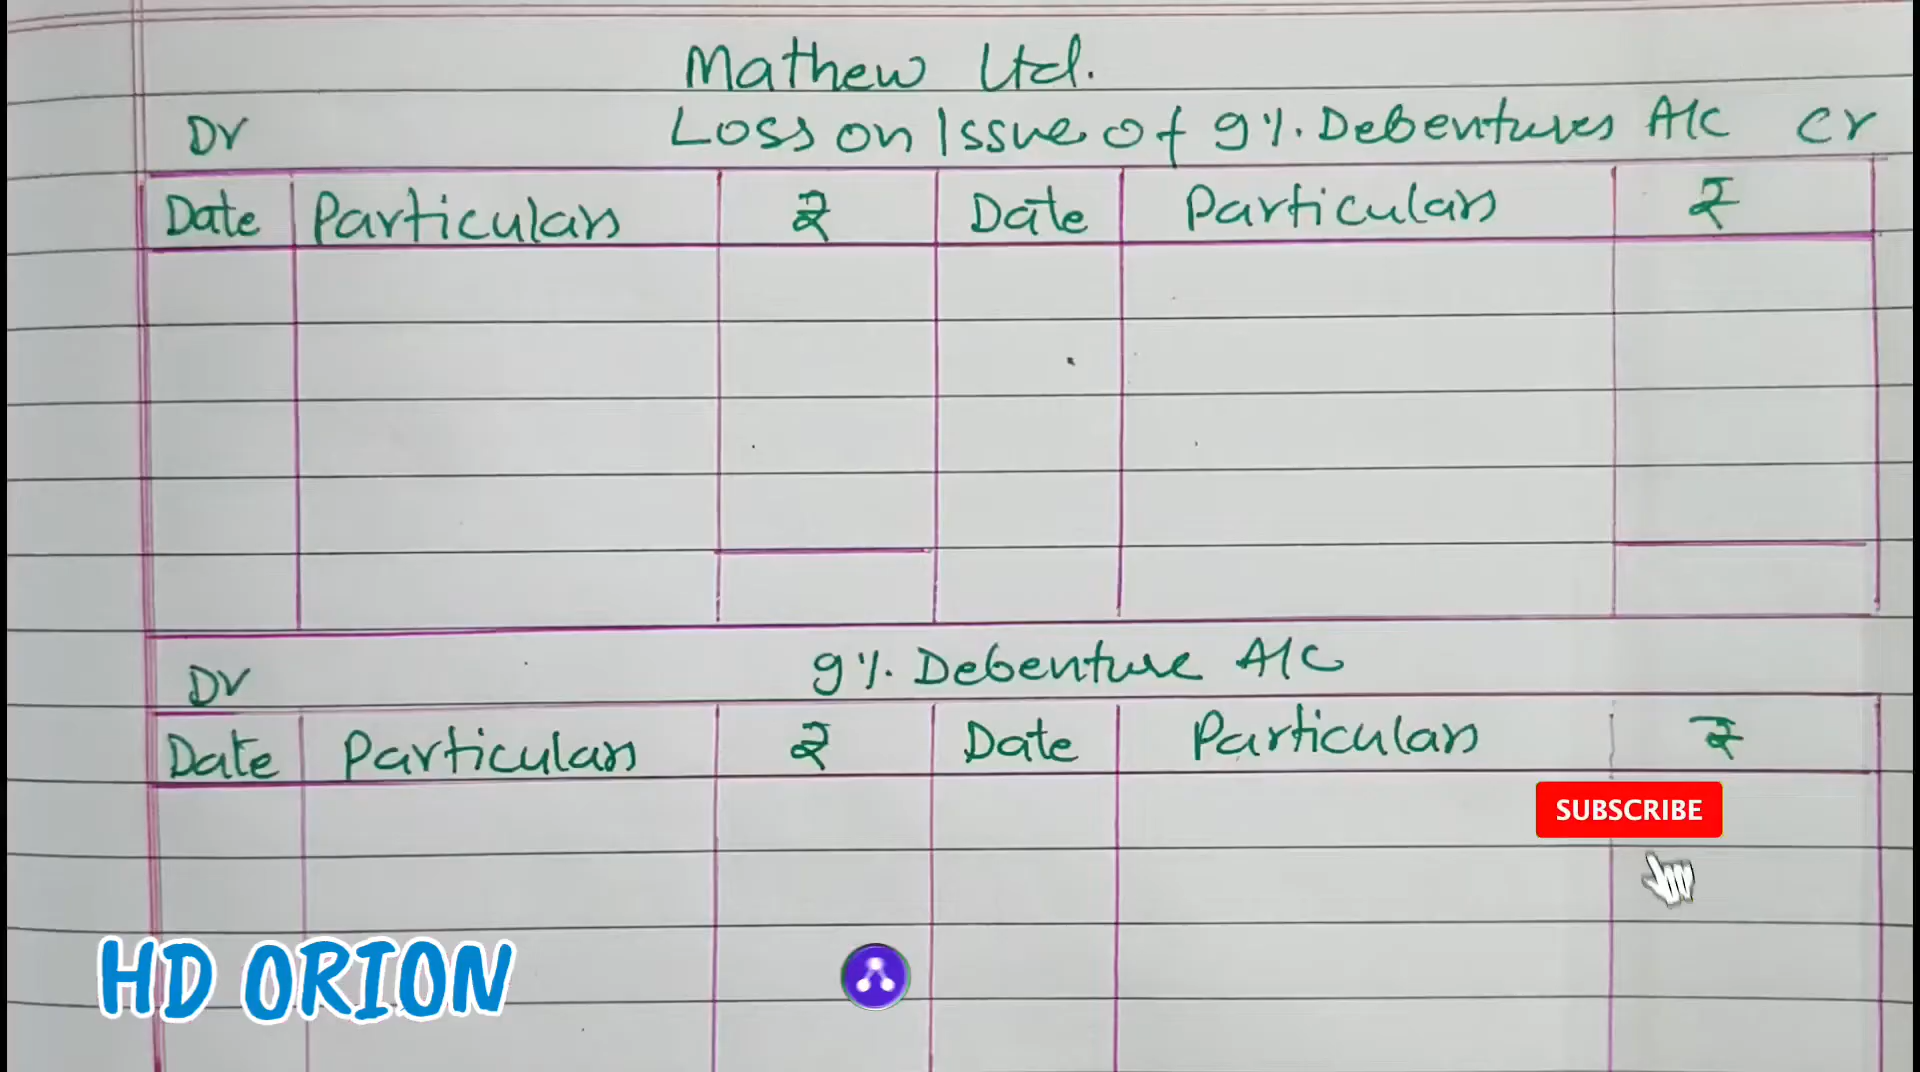 Mathew Ltd.
Dr Loss on Issue of 9%. Debentures A/C Cr
Date Particulars ₹ Date Particulars ₹
Dr 9%. Debenture A/C
Date Particulars ₹ Date Particulars ₹
SUBSCRIBE
HD ORION